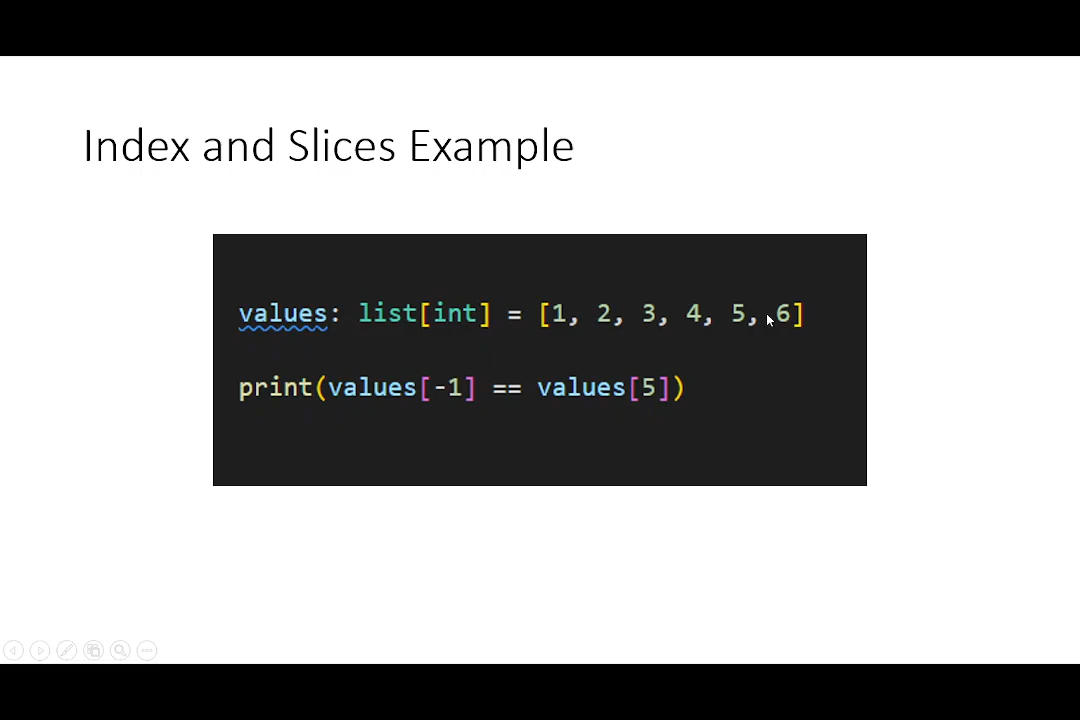 Index and Slices Example
values: list[int] = [1, 2, 3, 4, 5, 6]
print(values[-1] == values[5])